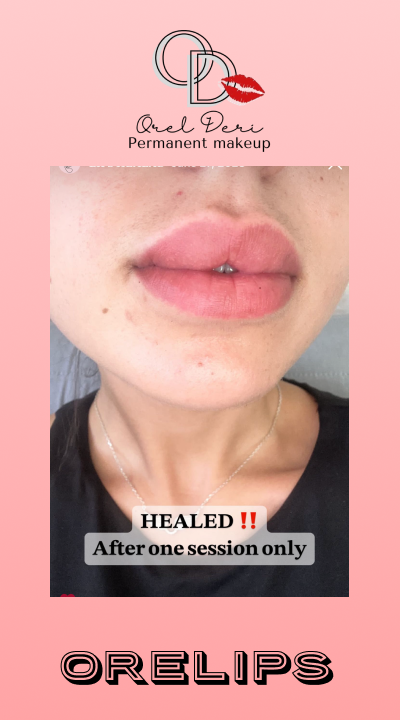 OD
Orel Deri
Permanent makeup
HEALED ‼️
After one session only
ORELIPS